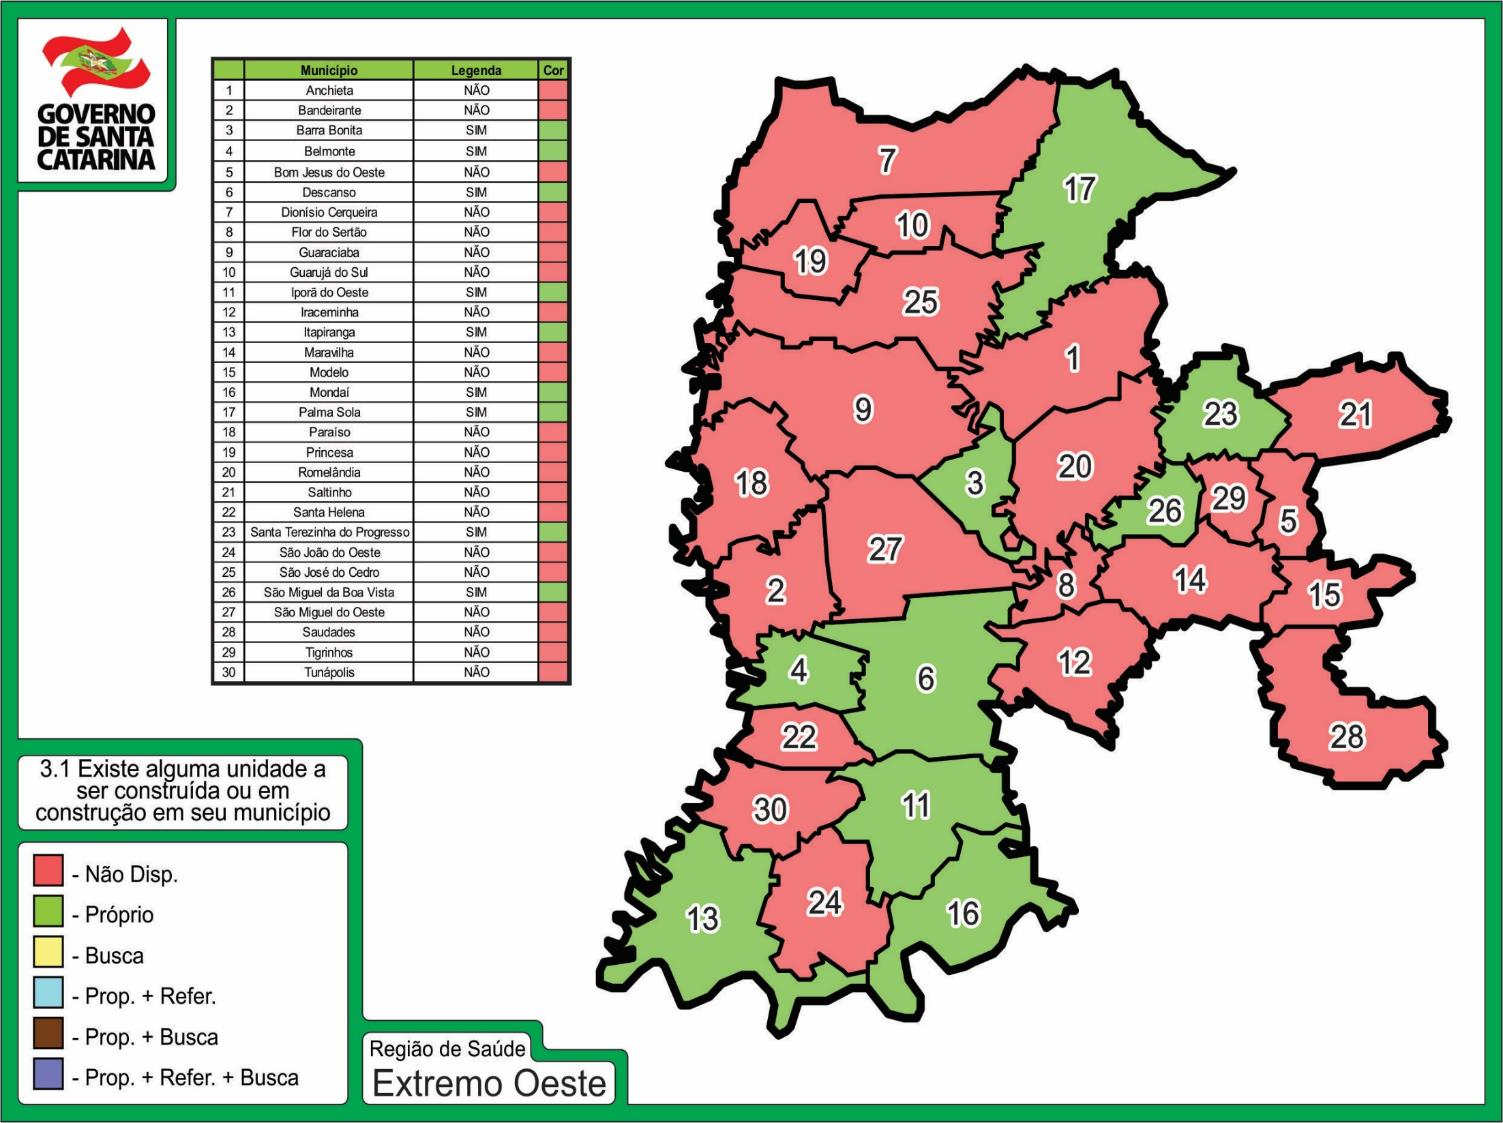 GOVERNO
DE SANTA
CATARINA
Município Legenda Cor
1 Anchieta NÃO
2 Bandeirante NÃO
3 Barra Bonita SIM
4 Belmonte SIM
5 Bom Jesus do Oeste NÃO
6 Descanso SIM
7 Dionísio Cerqueira NÃO
8 Flor do Sertão NÃO
9 Guaraciaba NÃO
10 Guarujá do Sul NÃO
11 Iporã do Oeste SIM
12 Iraceminha NÃO
13 Itapiranga SIM
14 Maravilha NÃO
15 Modelo NÃO
16 Mondaí SIM
17 Palma Sola SIM
18 Paraíso NÃO
19 Princesa NÃO
20 Romelândia NÃO
21 Saltinho NÃO
22 Santa Helena NÃO
23 Santa Terezinha do Progresso SIM
24 São João do Oeste NÃO
25 São José do Cedro NÃO
26 São Miguel da Boa Vista SIM
27 São Miguel do Oeste NÃO
28 Saudades NÃO
29 Tigrinhos NÃO
30 Tunápolis NÃO
7
17
10
19
25
1
9
23
21
3
20
18
26
29
5
27
2
8
14
15
12
4
6
22
28
30
11
24
13
16
3.1 Existe alguma unidade a
ser construída ou em
construção em seu município
- Não Disp.
- Próprio
- Busca
- Prop. + Refer.
- Prop. + Busca
- Prop. + Refer. + Busca
Região de Saúde
Extremo Oeste